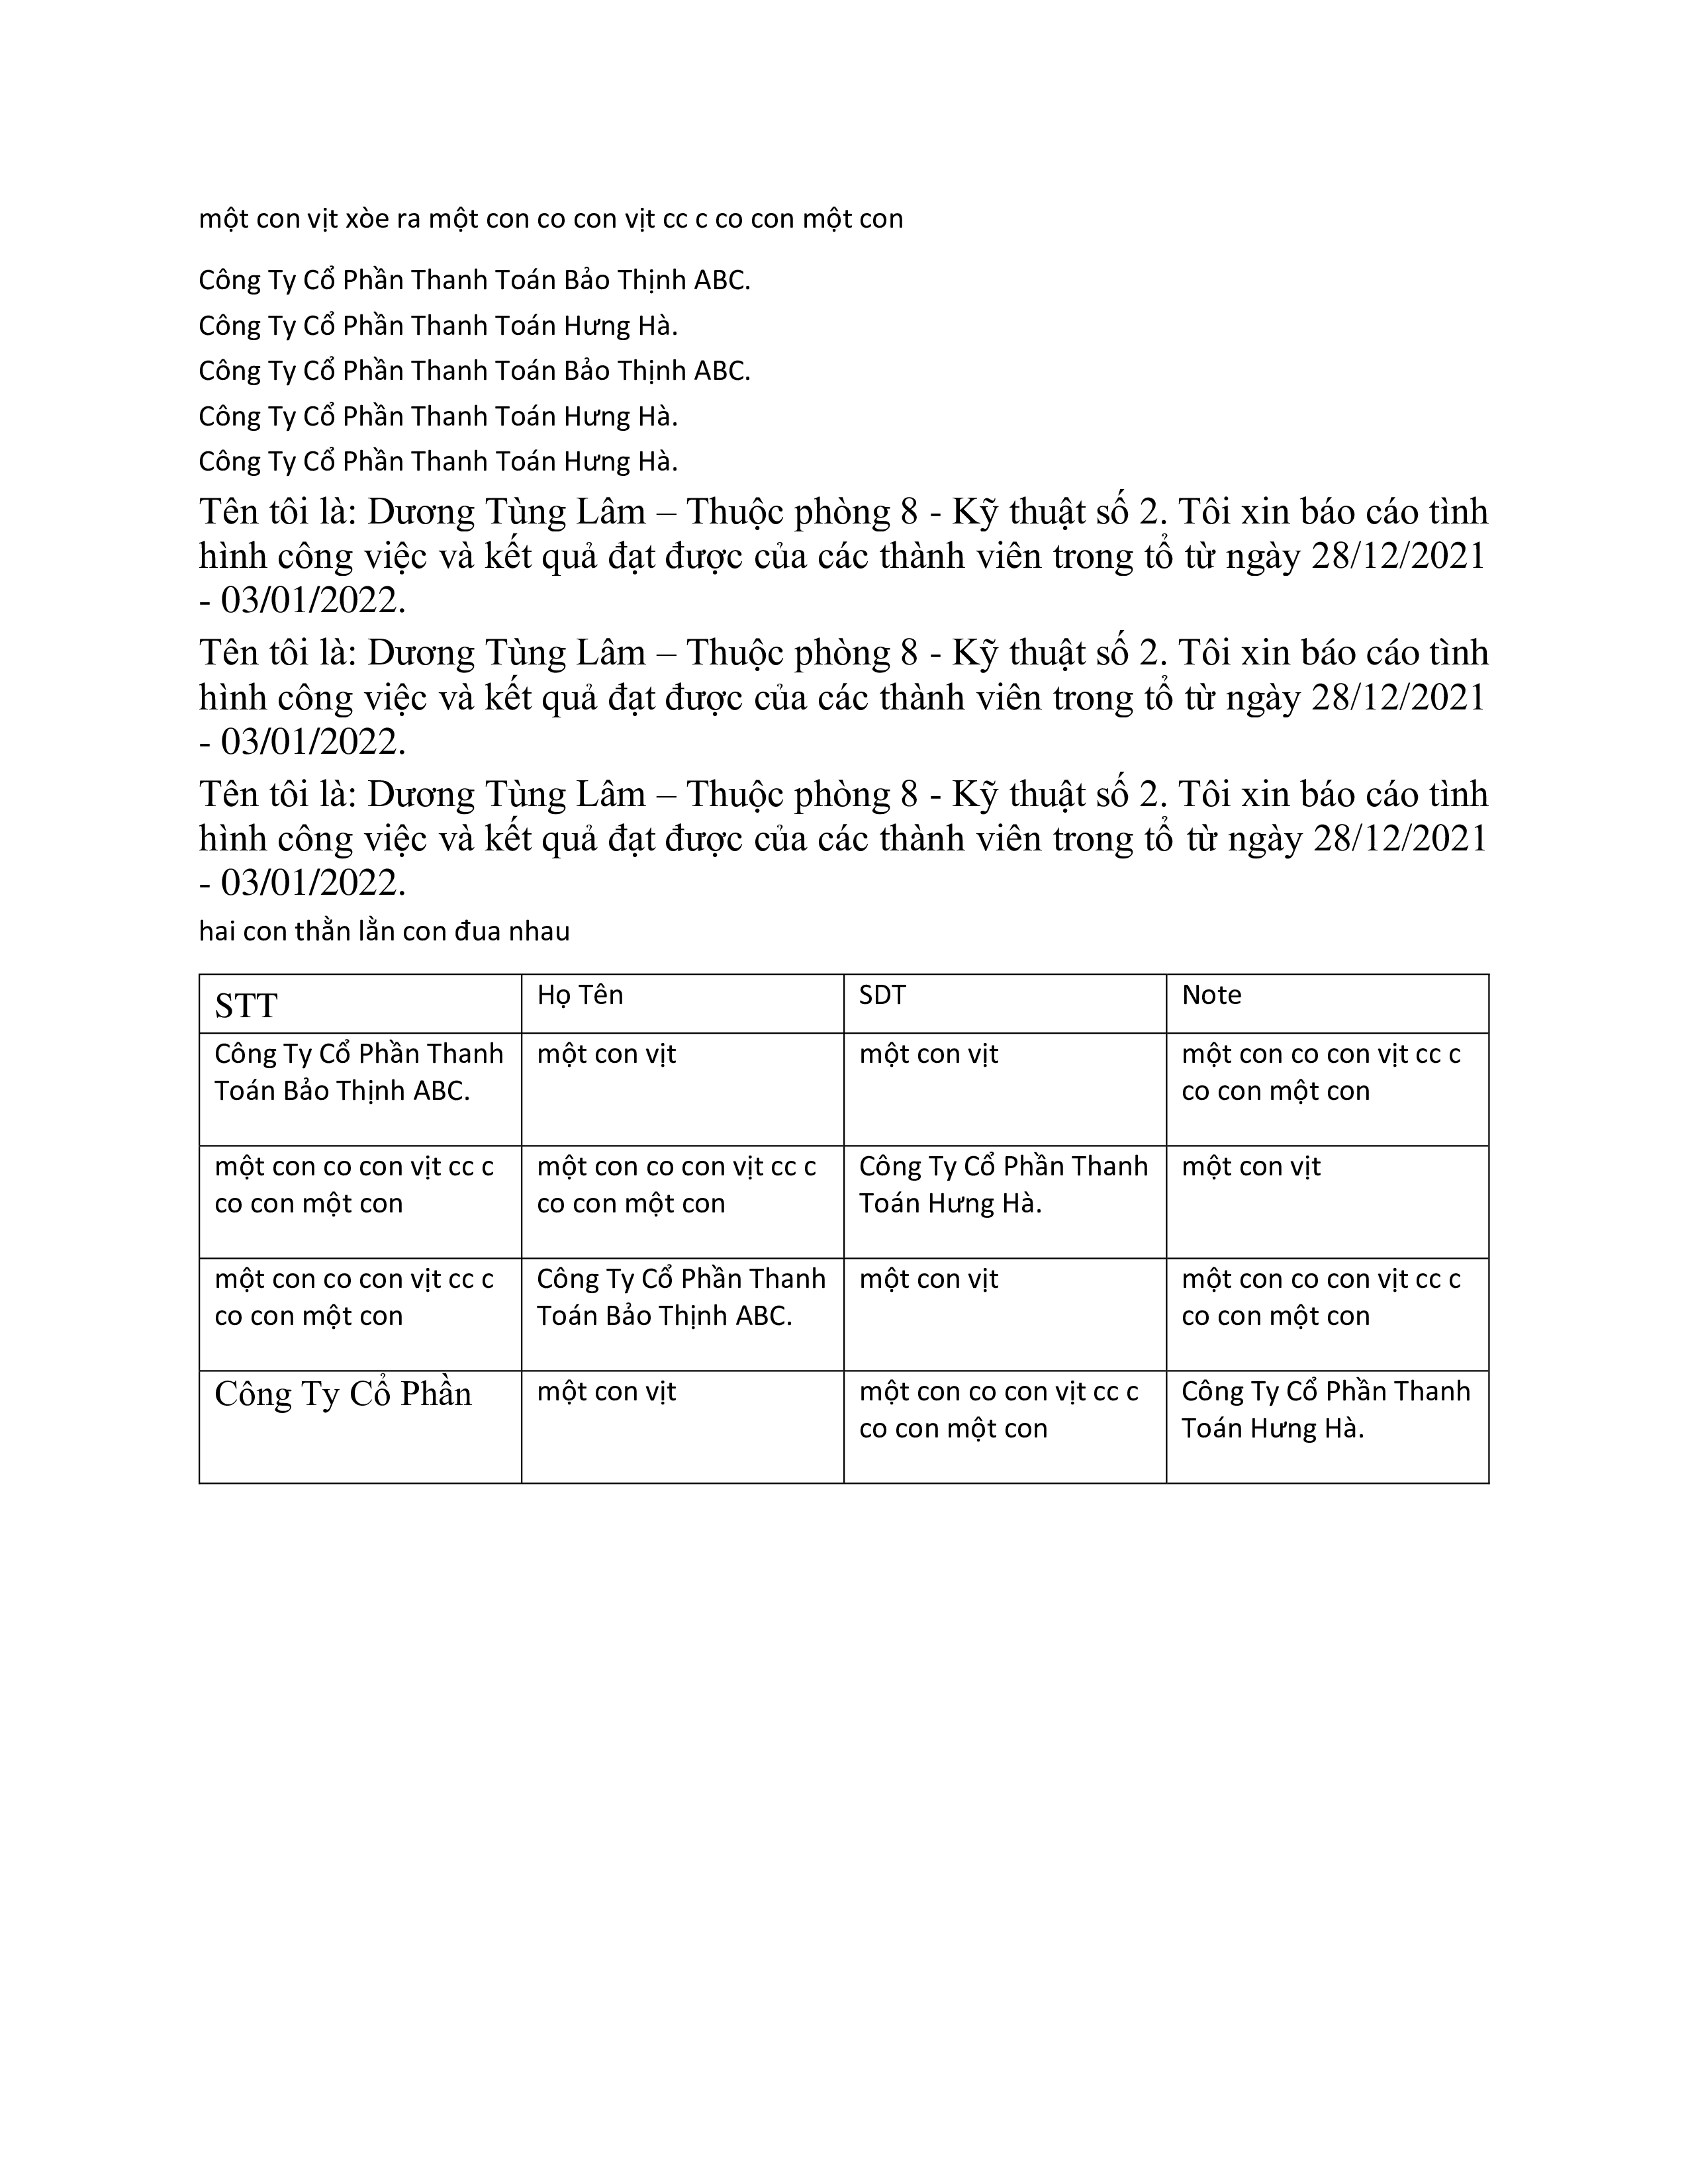 một con vịt xòe ra một con co con vịt cc c co con một con
Công Ty Cổ Phần Thanh Toán Bảo Thịnh ABC.
Công Ty Cổ Phần Thanh Toán Hưng Hà.
Công Ty Cổ Phần Thanh Toán Bảo Thịnh ABC.
Công Ty Cổ Phần Thanh Toán Hưng Hà.
Công Ty Cổ Phần Thanh Toán Hưng Hà.
Tên tôi là: Dương Tùng Lâm – Thuộc phòng 8 - Kỹ thuật số 2. Tôi xin báo cáo tình
hình công việc và kết quả đạt được của các thành viên trong tổ từ ngày 28/12/2021
- 03/01/2022.
Tên tôi là: Dương Tùng Lâm – Thuộc phòng 8 - Kỹ thuật số 2. Tôi xin báo cáo tình
hình công việc và kết quả đạt được của các thành viên trong tổ từ ngày 28/12/2021
- 03/01/2022.
Tên tôi là: Dương Tùng Lâm – Thuộc phòng 8 - Kỹ thuật số 2. Tôi xin báo cáo tình
hình công việc và kết quả đạt được của các thành viên trong tổ từ ngày 28/12/2021
- 03/01/2022.
hai con thằn lằn con đua nhau
STT Họ Tên SDT Note
Công Ty Cổ Phần Thanh một con vịt một con vịt một con co con vịt cc c
Toán Bảo Thịnh ABC. co con một con
một con co con vịt cc c một con co con vịt cc c Công Ty Cổ Phần Thanh một con vịt
co con một con co con một con Toán Hưng Hà.
một con co con vịt cc c Công Ty Cổ Phần Thanh một con vịt một con co con vịt cc c
co con một con Toán Bảo Thịnh ABC. co con một con
Công Ty Cổ Phần một con vịt một con co con vịt cc c Công Ty Cổ Phần Thanh
co con một con Toán Hưng Hà.